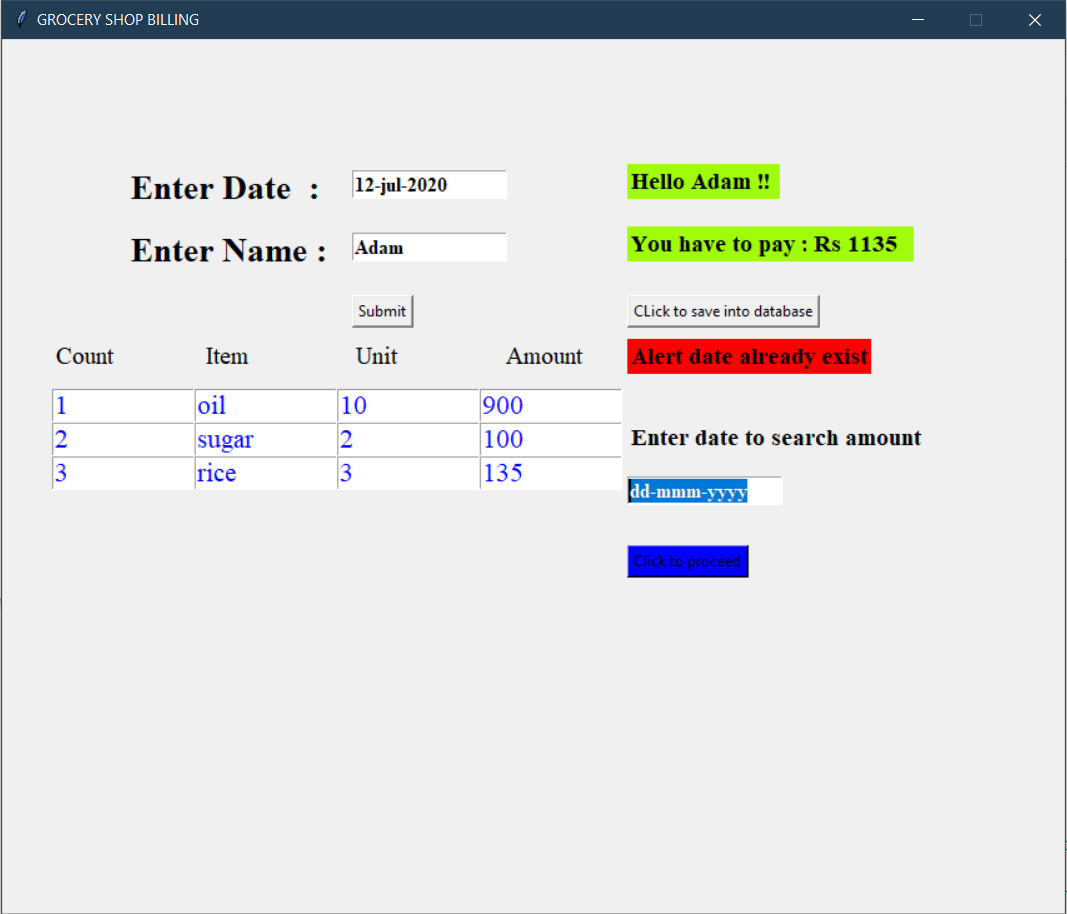 GROCERY SHOP BILLING
Enter Date  :
12-jul-2020
Hello Adam !!
Enter Name :
Adam
You have to pay : Rs 1135
Submit
CLick to save into database
Count Item Unit Amount
Alert date already exist
1 oil 10 900
2 sugar 2 100
3 rice 3 135
Enter date to search amount
dd-mmm-yyyy
Click to proceed